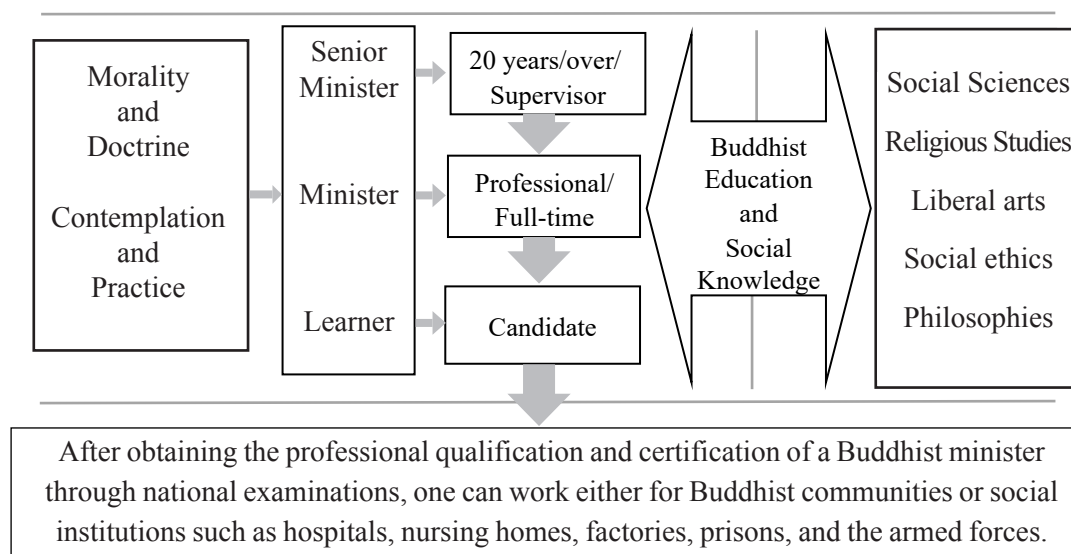 Morality
and
Doctrine
Contemplation
and
Practice
Senior
Minister
Minister
Learner
20 years/over/
Supervisor
Professional/
Full-time
Candidate
Buddhist
Education
and
Social
Knowledge
Social Sciences
Religious Studies
Liberal arts
Social ethics
Philosophies
After obtaining the professional qualification and certification of a Buddhist minister
through national examinations, one can work either for Buddhist communities or social
institutions such as hospitals, nursing homes, factories, prisons, and the armed forces.